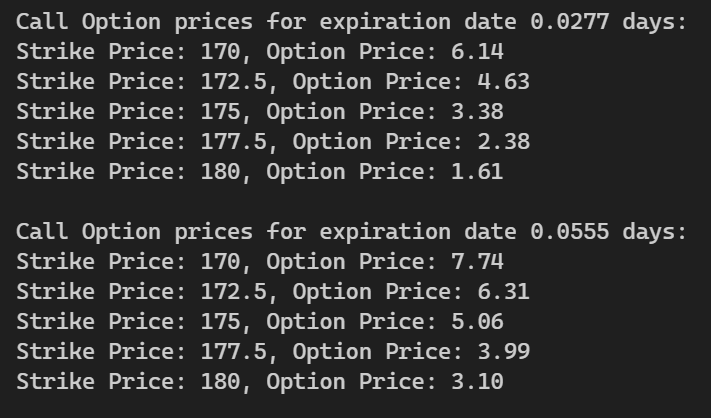 Call Option prices for expiration date 0.0277 days:
Strike Price: 170, Option Price: 6.14
Strike Price: 172.5, Option Price: 4.63
Strike Price: 175, Option Price: 3.38
Strike Price: 177.5, Option Price: 2.38
Strike Price: 180, Option Price: 1.61
Call Option prices for expiration date 0.0555 days:
Strike Price: 170, Option Price: 7.74
Strike Price: 172.5, Option Price: 6.31
Strike Price: 175, Option Price: 5.06
Strike Price: 177.5, Option Price: 3.99
Strike Price: 180, Option Price: 3.10